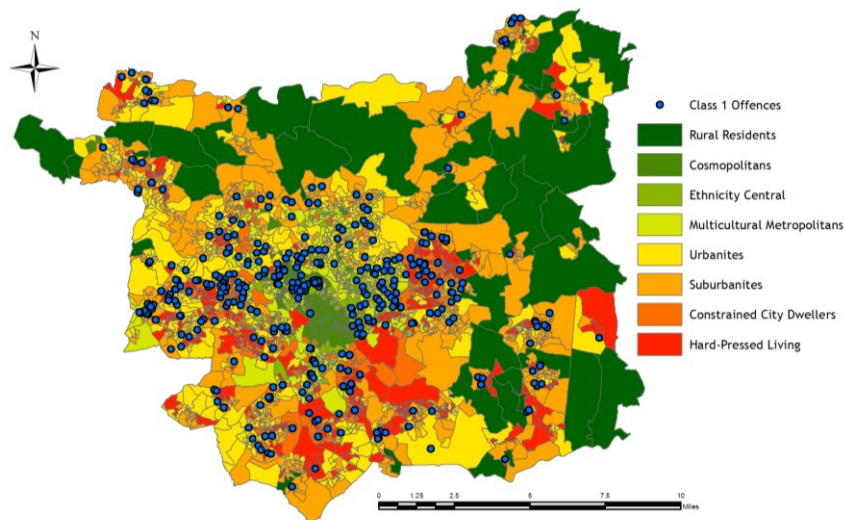 N
Class 1 Offences
Rural Residents
Cosmopolitans
Ethnicity Central
Multicultural Metropolitans
Urbanites
Suburbanites
Constrained City Dwellers
Hard-Pressed Living
0 1.25 2.5 5 7.5 10
Miles